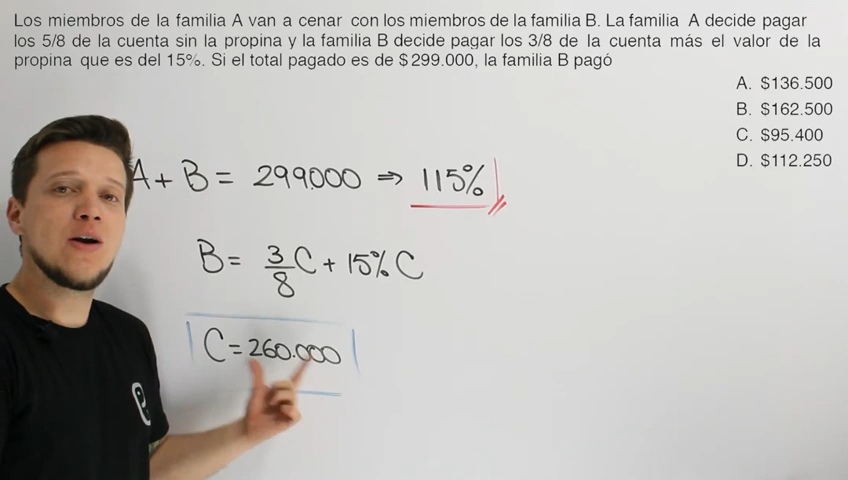 Los miembros de la familia A van a cenar con los miembros de la familia B. La familia A decide pagar
los 5/8 de la cuenta sin la propina y la familia B decide pagar los 3/8 de la cuenta más el valor de la
propina que es del 15%. Si el total pagado es de $299.000, la familia B pagó
A. $136.500
B. $162.500
C. $95.400
D. $112.250
A + B = 299.000 ⇒ 115%
B = 3/8 C + 15% C
C = 260.000